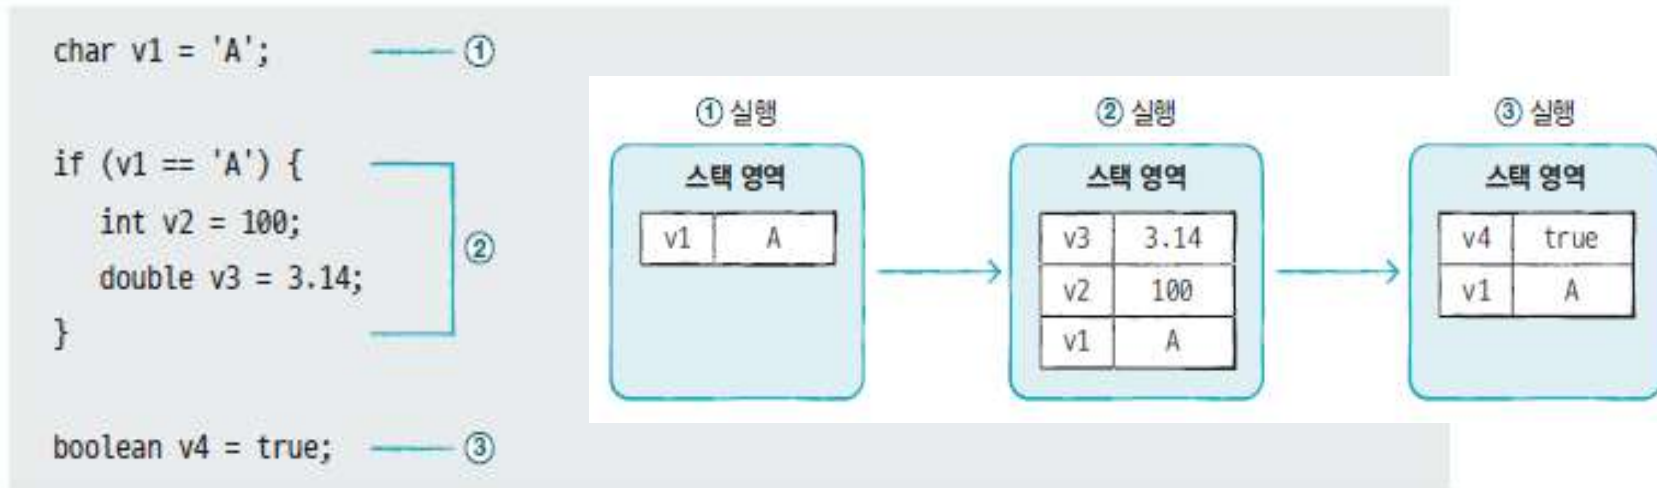 char v1 = 'A'; ①
if (v1 == 'A') {
int v2 = 100;
double v3 = 3.14;
}
②
boolean v4 = true; ③
① 실행
스택 영역
v1 A
② 실행
스택 영역
v3 3.14
v2 100
v1 A
③ 실행
스택 영역
v4 true
v1 A